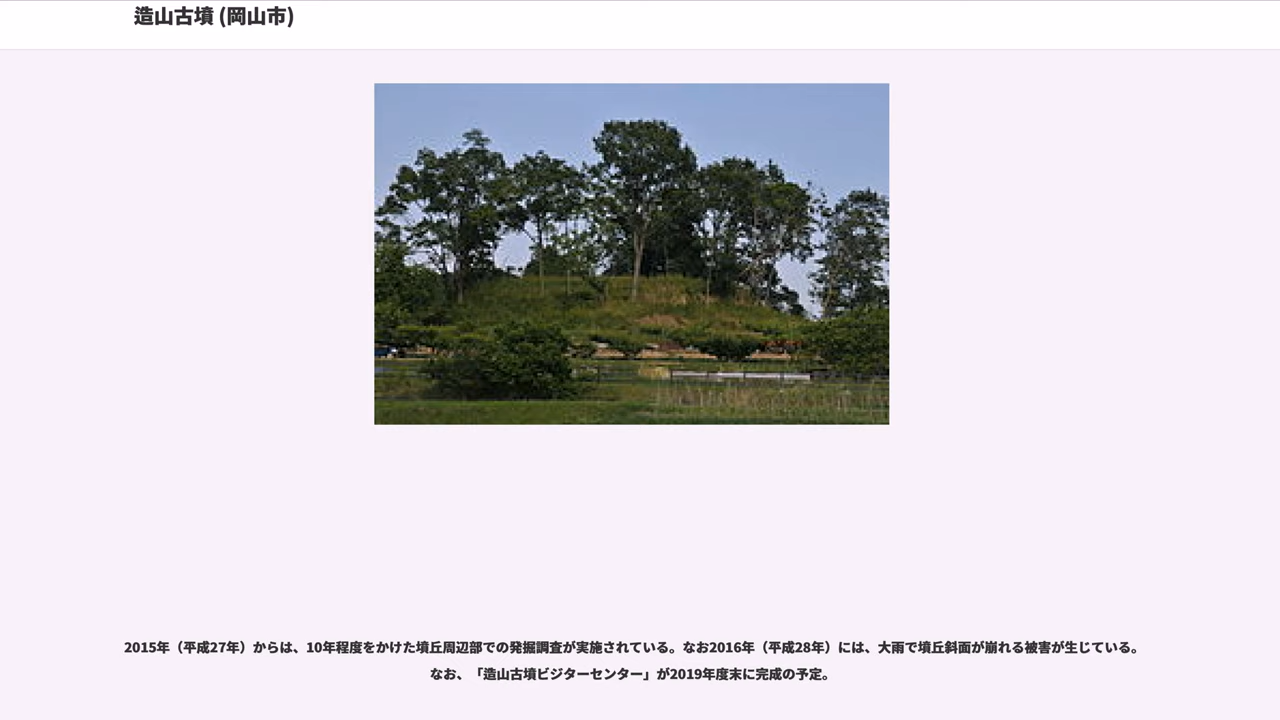 造山古墳 (岡山市)
2015年（平成27年）からは、10年程度をかけた墳丘周辺部での発掘調査が実施されている。なお2016年（平成28年）には、大雨で墳丘斜面が崩れる被害が生じている。
なお、「造山古墳ビジターセンター」が2019年度末に完成の予定。